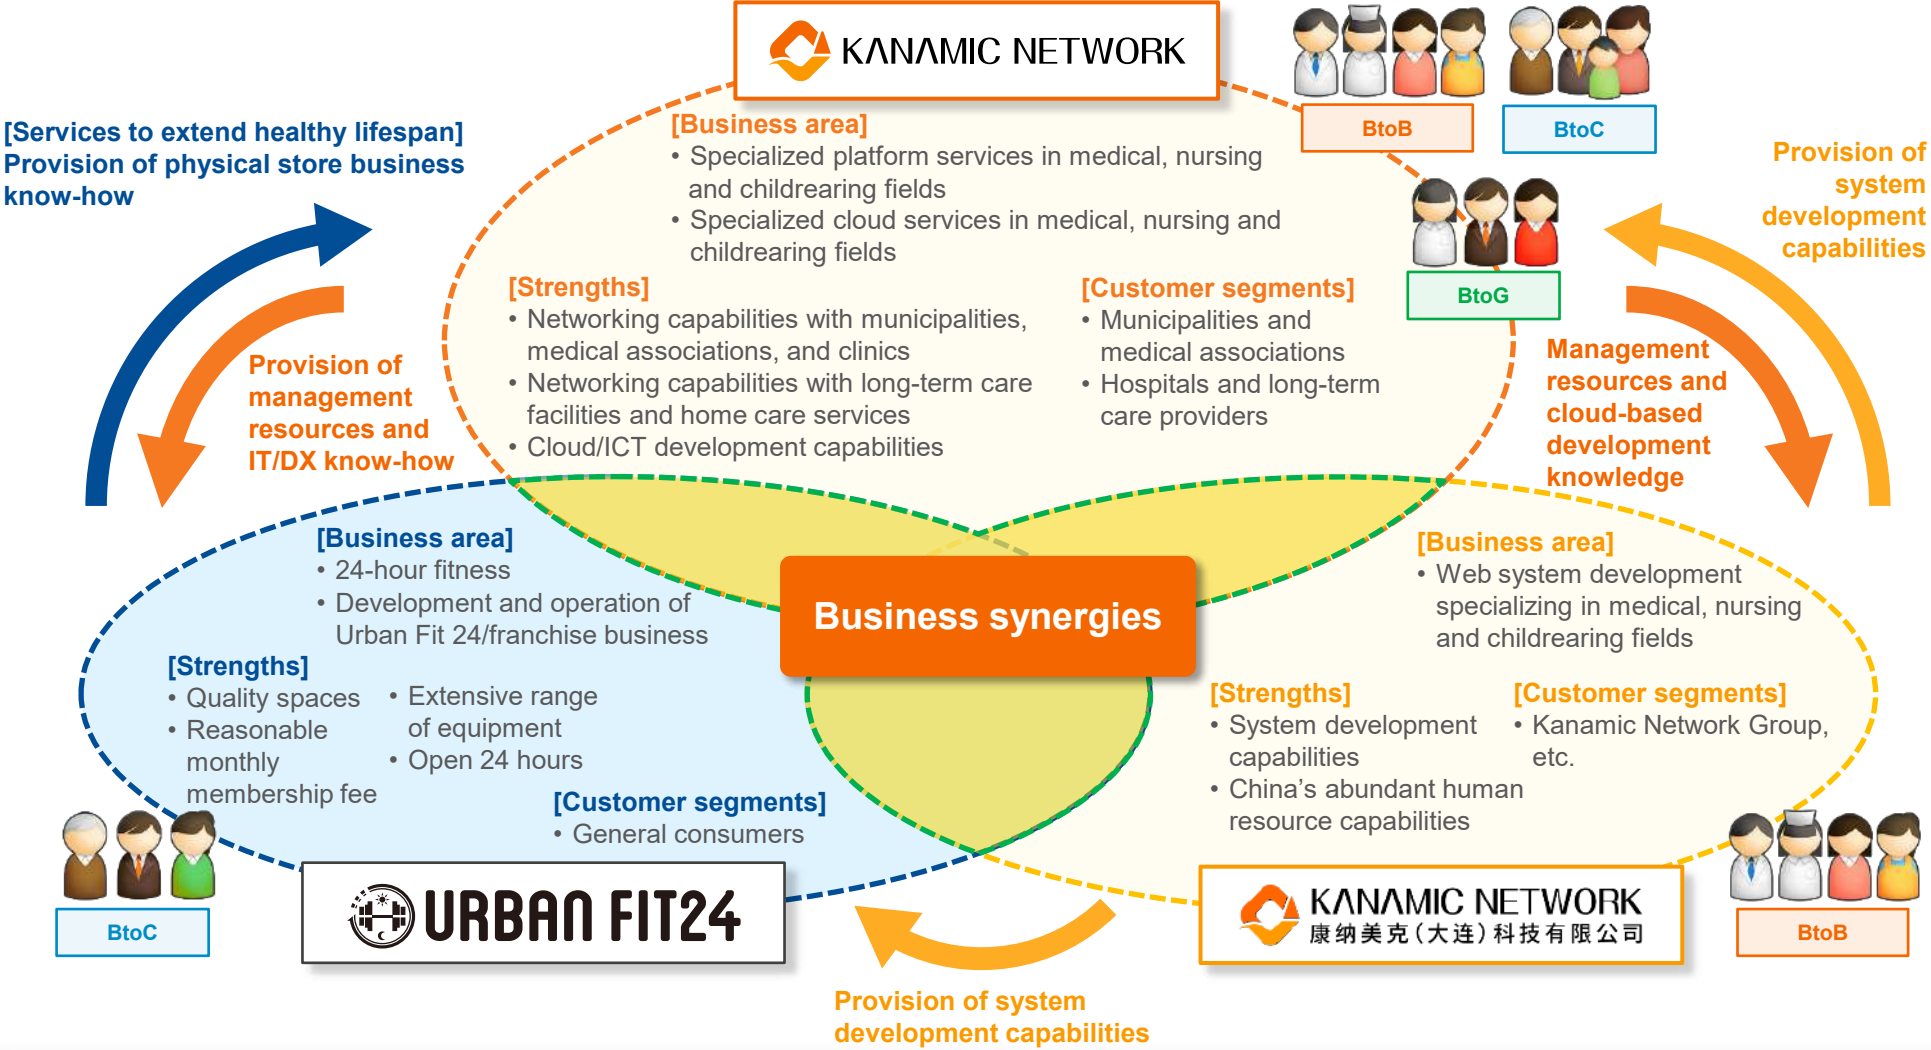 KANAMIC NETWORK
BtoB
BtoC
BtoG
[Services to extend healthy lifespan]
Provision of physical store business
know-how
Provision of
management
resources and
IT/DX know-how
[Business area]
• Specialized platform services in medical, nursing
and childrearing fields
• Specialized cloud services in medical, nursing and
childrearing fields
[Strengths]
• Networking capabilities with municipalities,
medical associations, and clinics
• Networking capabilities with long-term care
facilities and home care services
• Cloud/ICT development capabilities
[Customer segments]
• Municipalities and
medical associations
• Hospitals and long-term
care providers
Provision of
system
development
capabilities
Management
resources and
cloud-based
development
knowledge
Business synergies
[Business area]
• 24-hour fitness
• Development and operation of
Urban Fit 24/franchise business
[Strengths]
• Quality spaces
• Reasonable
monthly
membership fee
• Extensive range
of equipment
• Open 24 hours
[Customer segments]
• General consumers
BtoC
URBAN FIT24
[Business area]
• Web system development
specializing in medical, nursing
and childrearing fields
[Strengths]
• System development
capabilities
• China’s abundant human
resource capabilities
[Customer segments]
• Kanamic Network Group,
etc.
KANAMIC NETWORK
康纳美克(大连)科技有限公司
BtoB
Provision of system
development capabilities